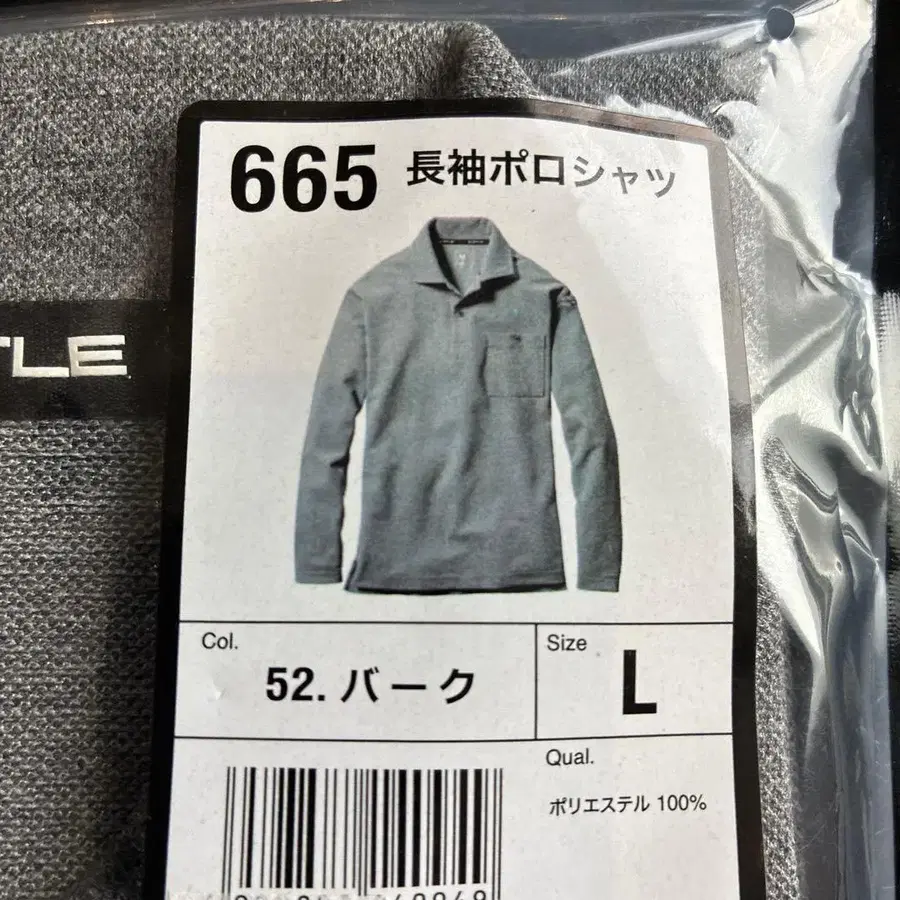 665 長袖ポロシャツ
TLE
Col.
52. バーク
Size
L
Qual.
ポリエステル 100%